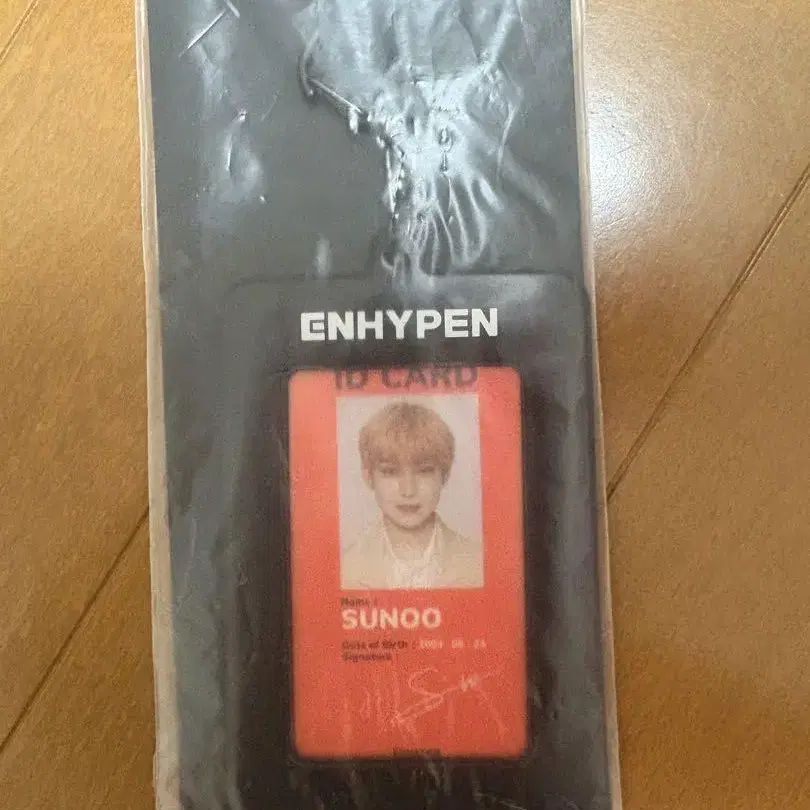 ENHYPEN
ID CARD
Name :
SUNOO
Date of Birth : 2003 . 06 . 24
Signature :